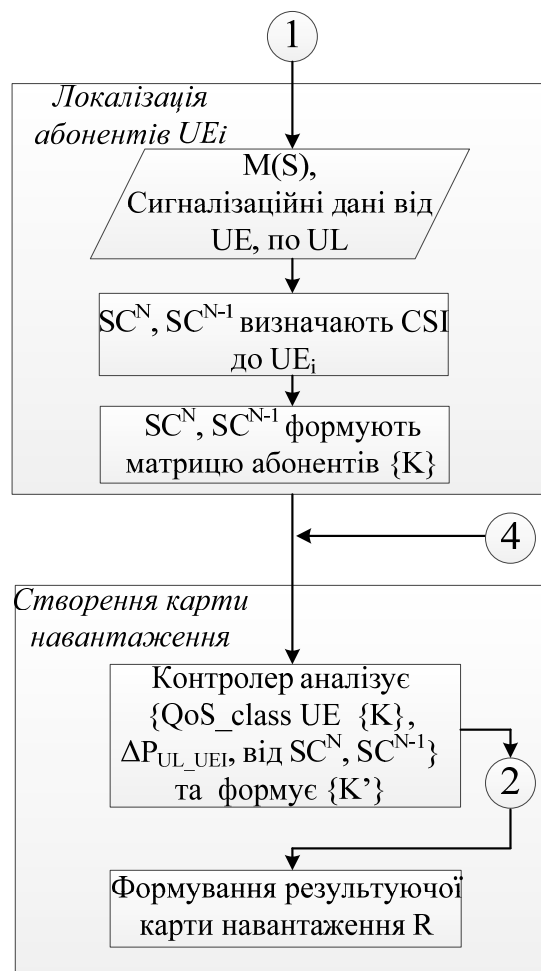 1
Локалізація
абонентів UEi
M(S),
Сигналізаційні дані від
UE, по UL
SC^N, SC^N-1 визначають CSI
до UE_i
SC^N, SC^N-1 формують
матрицю абонентів {K}
4
Створення карти
навантаження
Контролер аналізує
{QoS_class UE {K},
ΔP_UL_UEI, від SC^N, SC^N-1}
та формує {K’}
2
Формування результуючої
карти навантаження R